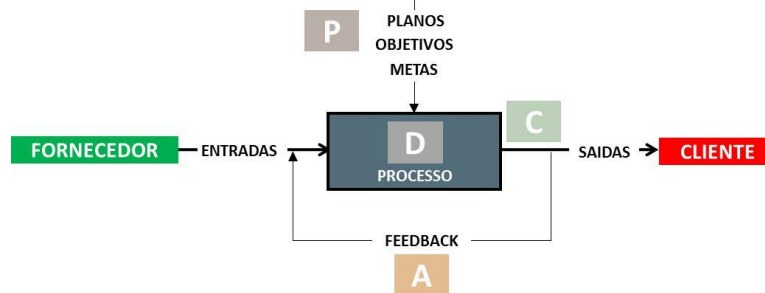 P
PLANOS
OBJETIVOS
METAS
C
D
PROCESSO
FORNECEDOR
ENTRADAS
SAIDAS
CLIENTE
FEEDBACK
A